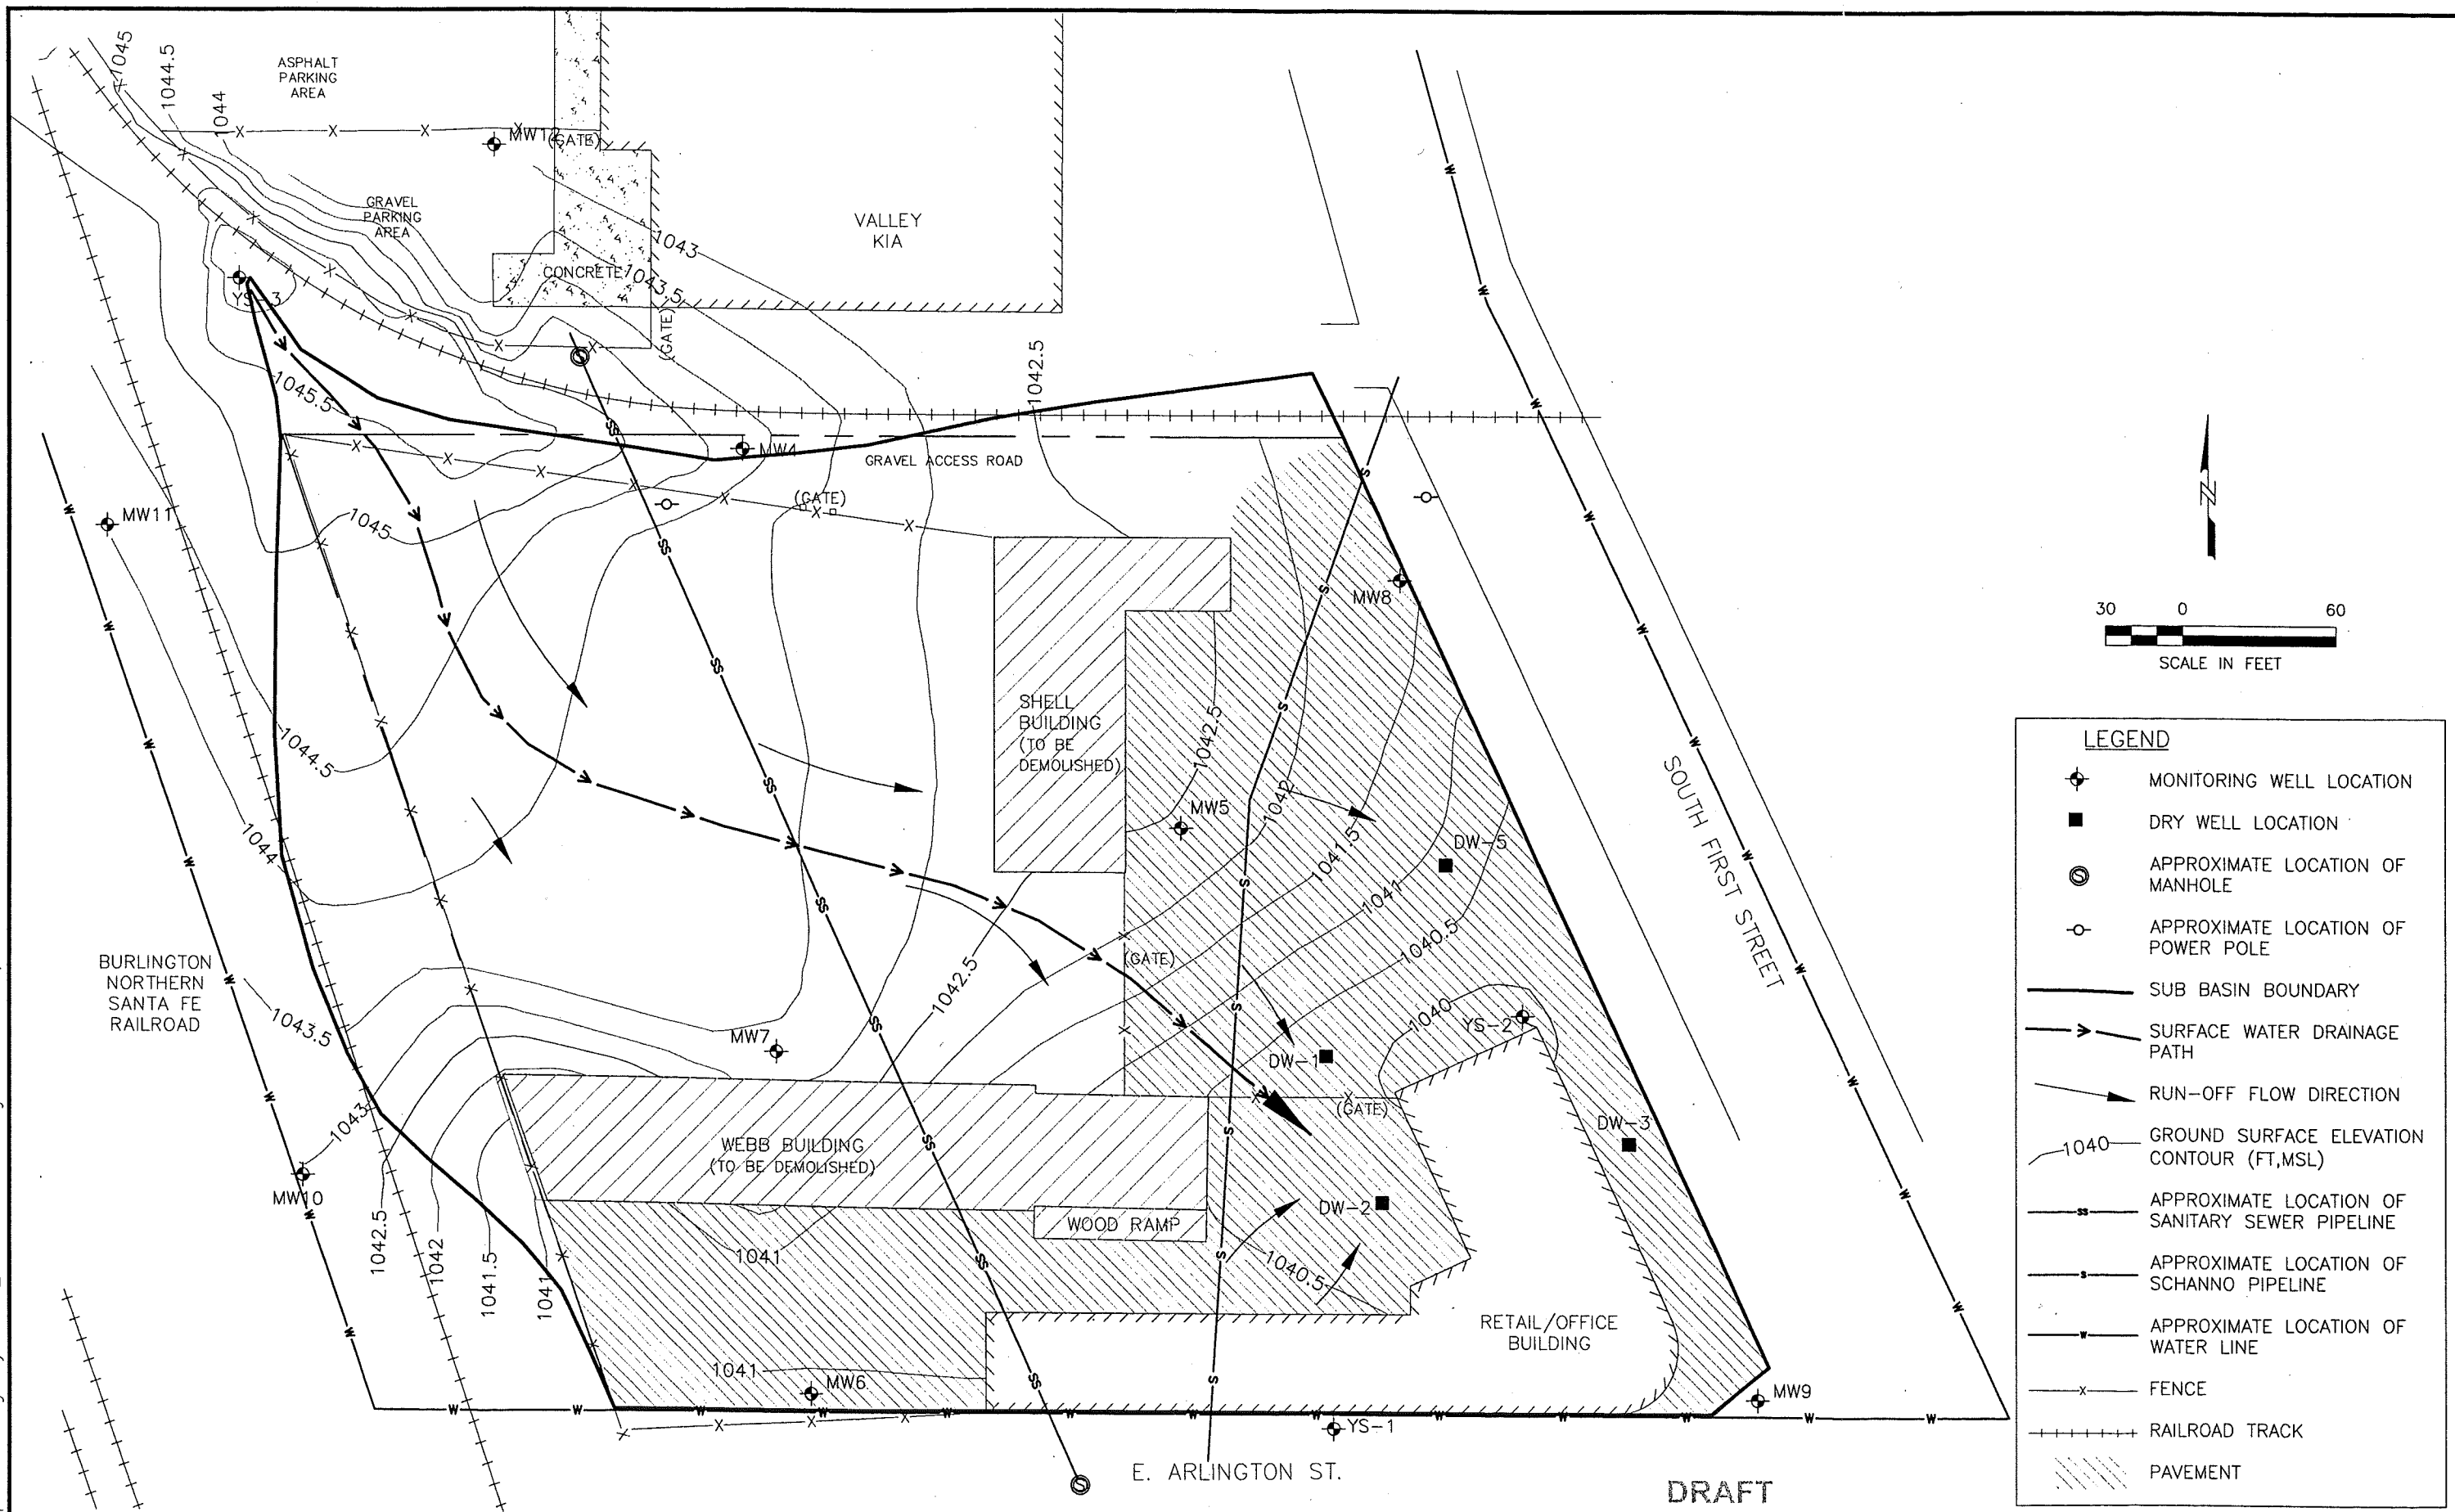 1045
1044.5
1044
ASPHALT
PARKING
AREA
MW12
(GATE)
GRAVEL
PARKING
AREA
VALLEY
KIA
1043
CONCRETE
1043.5
YS-3
(GATE)
1042.5
1045.5
MW4
GRAVEL ACCESS ROAD
(GATE)
MW11
1045
MW8
30 0 60
SCALE IN FEET
SHELL
BUILDING
(TO BE
DEMOLISHED)
1042.5
1044.5
MW5
1042
1041.5
DW-5
1044
1041
SOUTH FIRST STREET
BURLINGTON
NORTHERN
SANTA FE
RAILROAD
1043.5
1042.5
(GATE)
1040.5
1040
YS-2
MW7
DW-1
(GATE)
1043
WEBB BUILDING
(TO BE DEMOLISHED)
DW-3
MW10
1042.5
1042
1041.5
1041
1041
WOOD RAMP
DW-2
1040.5
RETAIL/OFFICE
BUILDING
1041
MW6
MW9
YS-1
E. ARLINGTON ST.
DRAFT
LEGEND
MONITORING WELL LOCATION
DRY WELL LOCATION
S
APPROXIMATE LOCATION OF
MANHOLE
APPROXIMATE LOCATION OF
POWER POLE
SUB BASIN BOUNDARY
SURFACE WATER DRAINAGE
PATH
RUN-OFF FLOW DIRECTION
1040
GROUND SURFACE ELEVATION
CONTOUR (FT,MSL)
SS
APPROXIMATE LOCATION OF
SANITARY SEWER PIPELINE
S
APPROXIMATE LOCATION OF
SCHANNO PIPELINE
W
APPROXIMATE LOCATION OF
WATER LINE
X
FENCE
RAILROAD TRACK
PAVEMENT